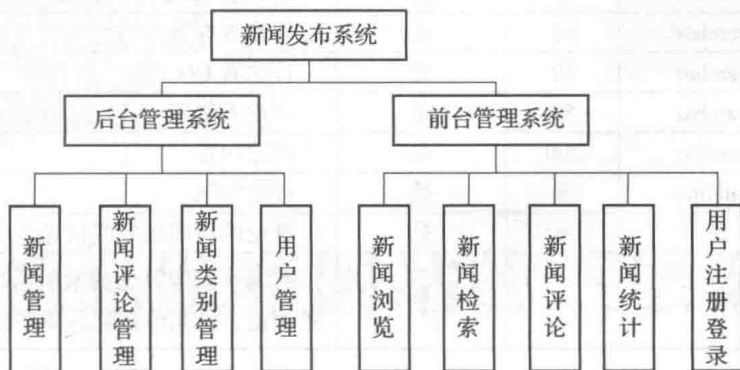 新闻发布系统
后台管理系统
前台管理系统
新闻管理
新闻评论管理
新闻类别管理
用户管理
新闻浏览
新闻检索
新闻评论
新闻统计
用户注册登录